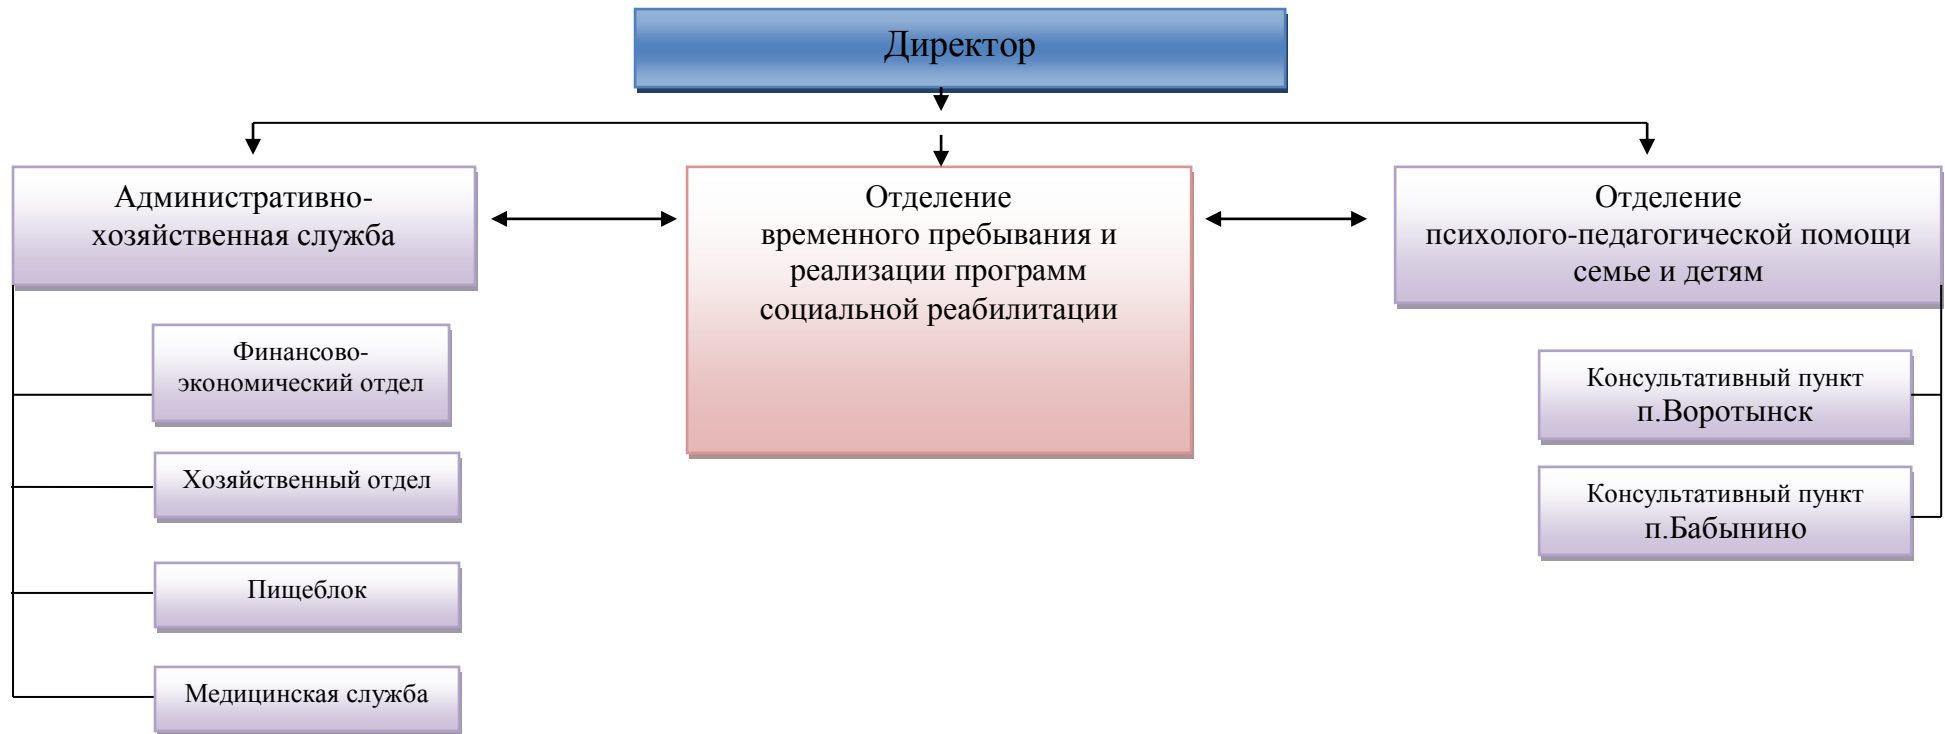 Директор
Административно-
хозяйственная служба
Отделение
временного пребывания и
реализации программ
социальной реабилитации
Отделение
психолого-педагогической помощи
семье и детям
Финансово-
экономический отдел
Хозяйственный отдел
Пищеблок
Медицинская служба
Консультативный пункт
п.Воротынск
Консультативный пункт
п.Бабынино